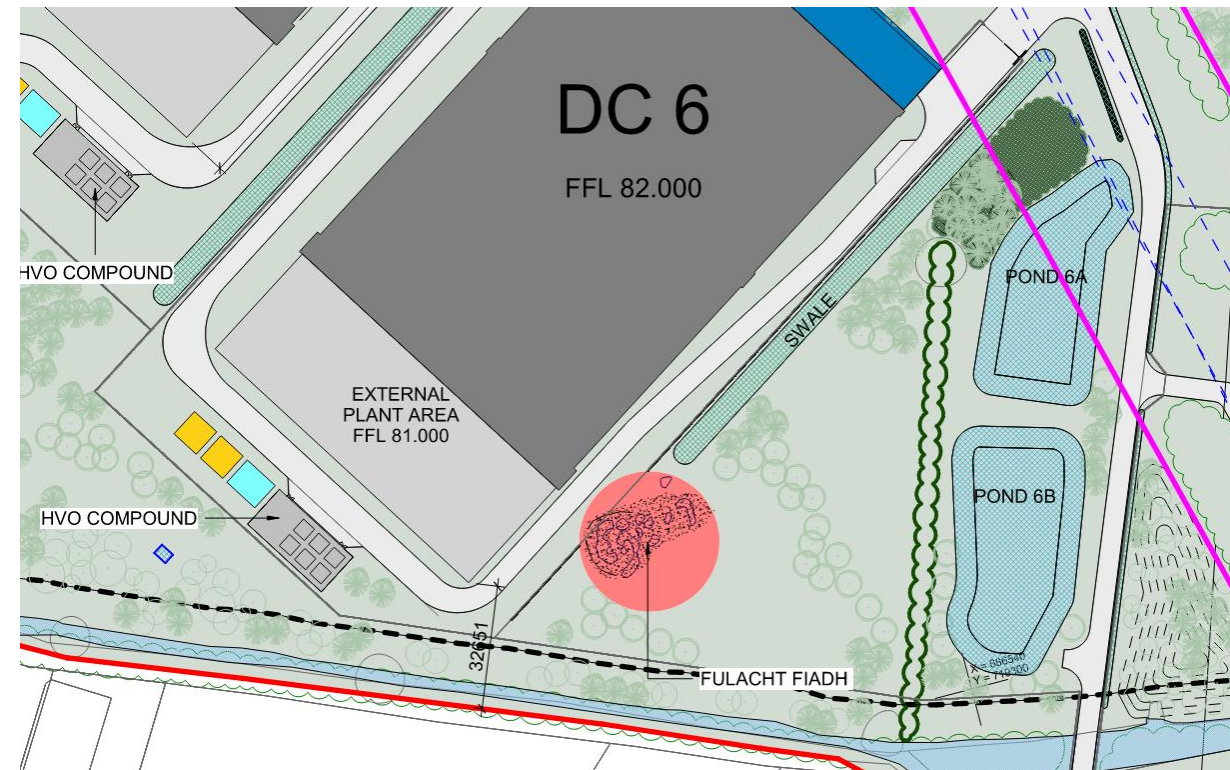 DC 6
FFL 82.000
HVO COMPOUND
POND 6A
SWALE
EXTERNAL
PLANT AREA
FFL 81.000
POND 6B
HVO COMPOUND
32651
FULACHT FIADH